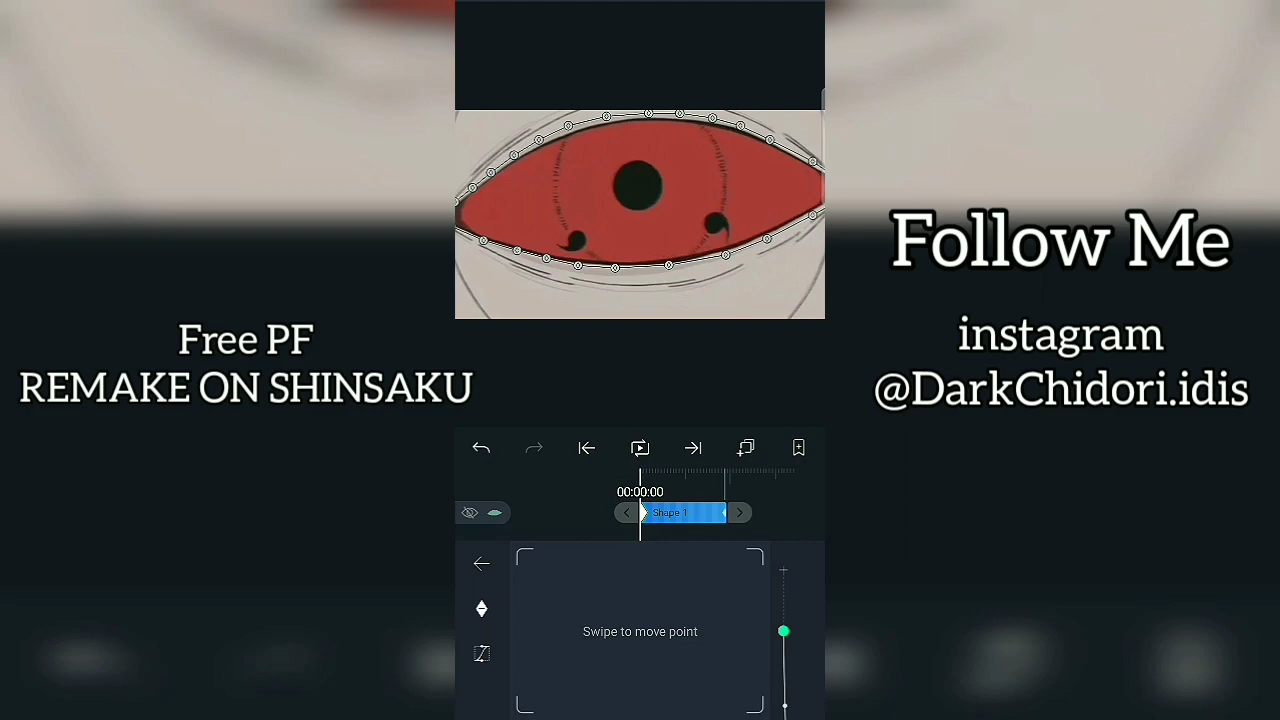 Follow Me
Free PF
REMAKE ON SHINSAKU
instagram
@DarkChidori.idis
00:00:00
Shape 1
Swipe to move point